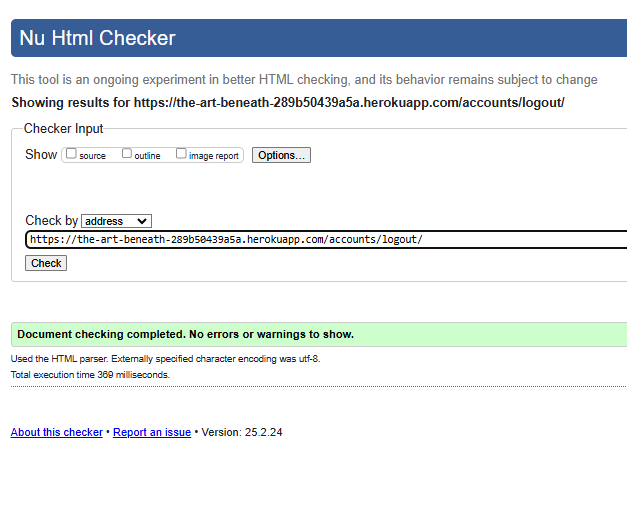 Nu Html Checker
This tool is an ongoing experiment in better HTML checking, and its behavior remains subject to change
Showing results for https://the-art-beneath-289b50439a5a.herokuapp.com/accounts/logout/
Checker Input
Show source outline image report Options...
Check by address
https://the-art-beneath-289b50439a5a.herokuapp.com/accounts/logout/
Check
Document checking completed. No errors or warnings to show.
Used the HTML parser. Externally specified character encoding was utf-8.
Total execution time 369 milliseconds.
About this checker • Report an issue • Version: 25.2.24